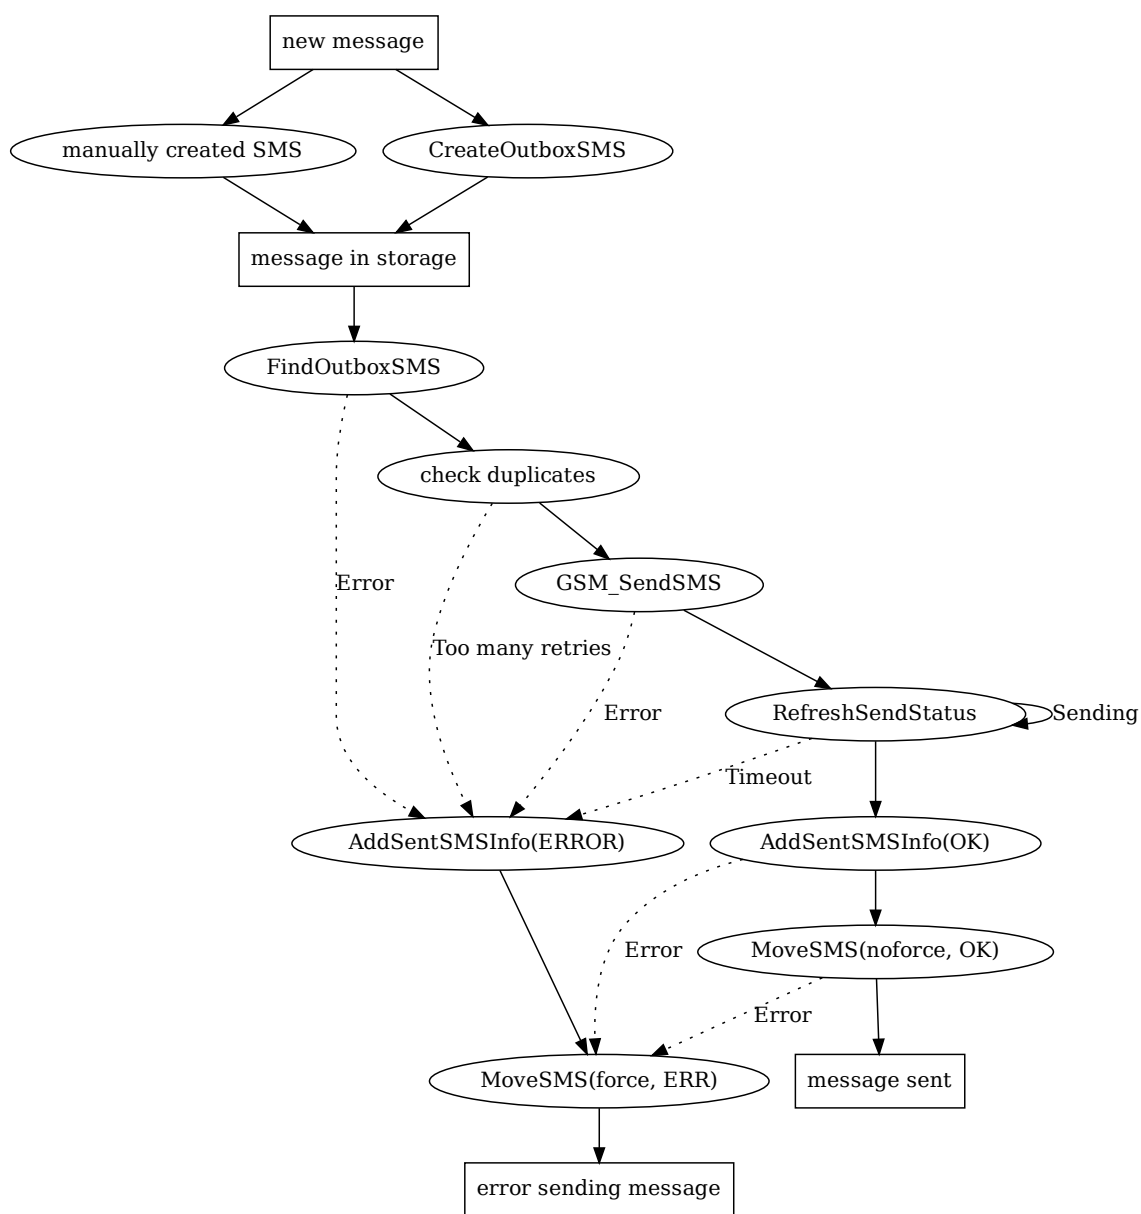 new message
manually created SMS
CreateOutboxSMS
message in storage
FindOutboxSMS
check duplicates
Error
GSM_SendSMS
Too many retries
Error
RefreshSendStatus
Sending
Timeout
AddSentSMSInfo(ERROR)
AddSentSMSInfo(OK)
Error
MoveSMS(noforce, OK)
Error
MoveSMS(force, ERR)
message sent
error sending message